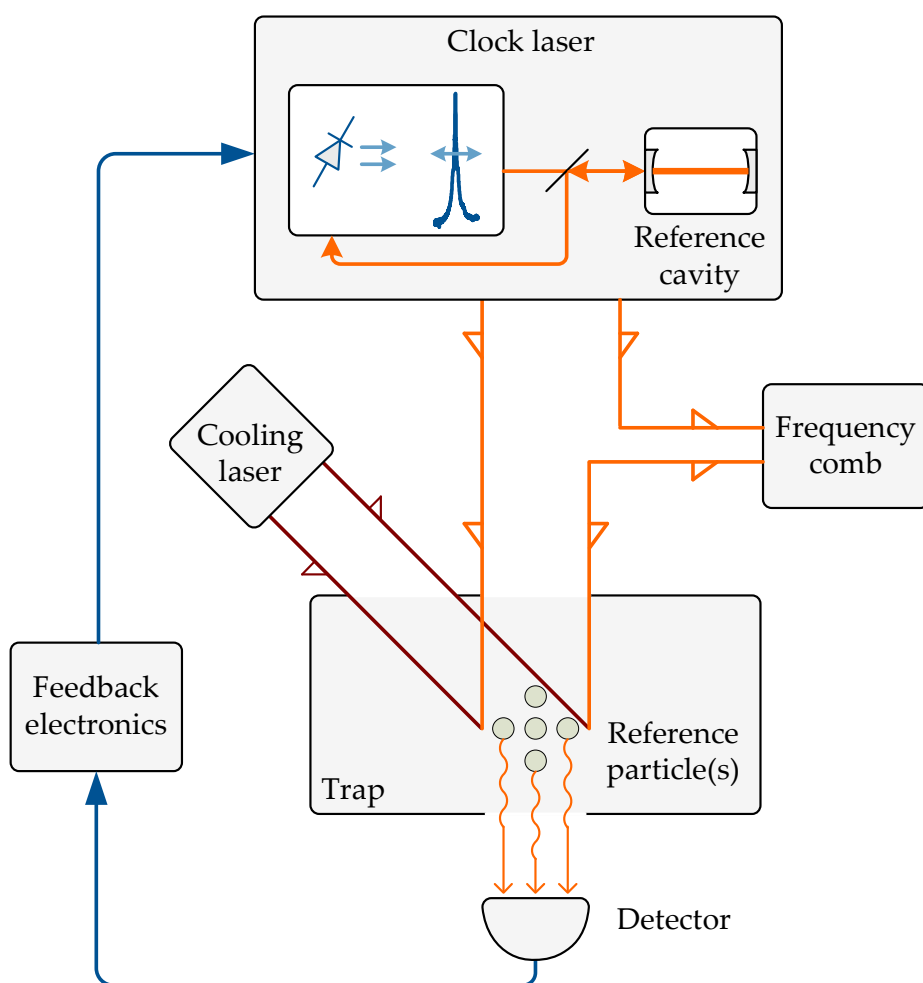 Clock laser
Reference
cavity
Cooling
laser
Frequency
comb
Feedback
electronics
Reference
particle(s)
Trap
Detector